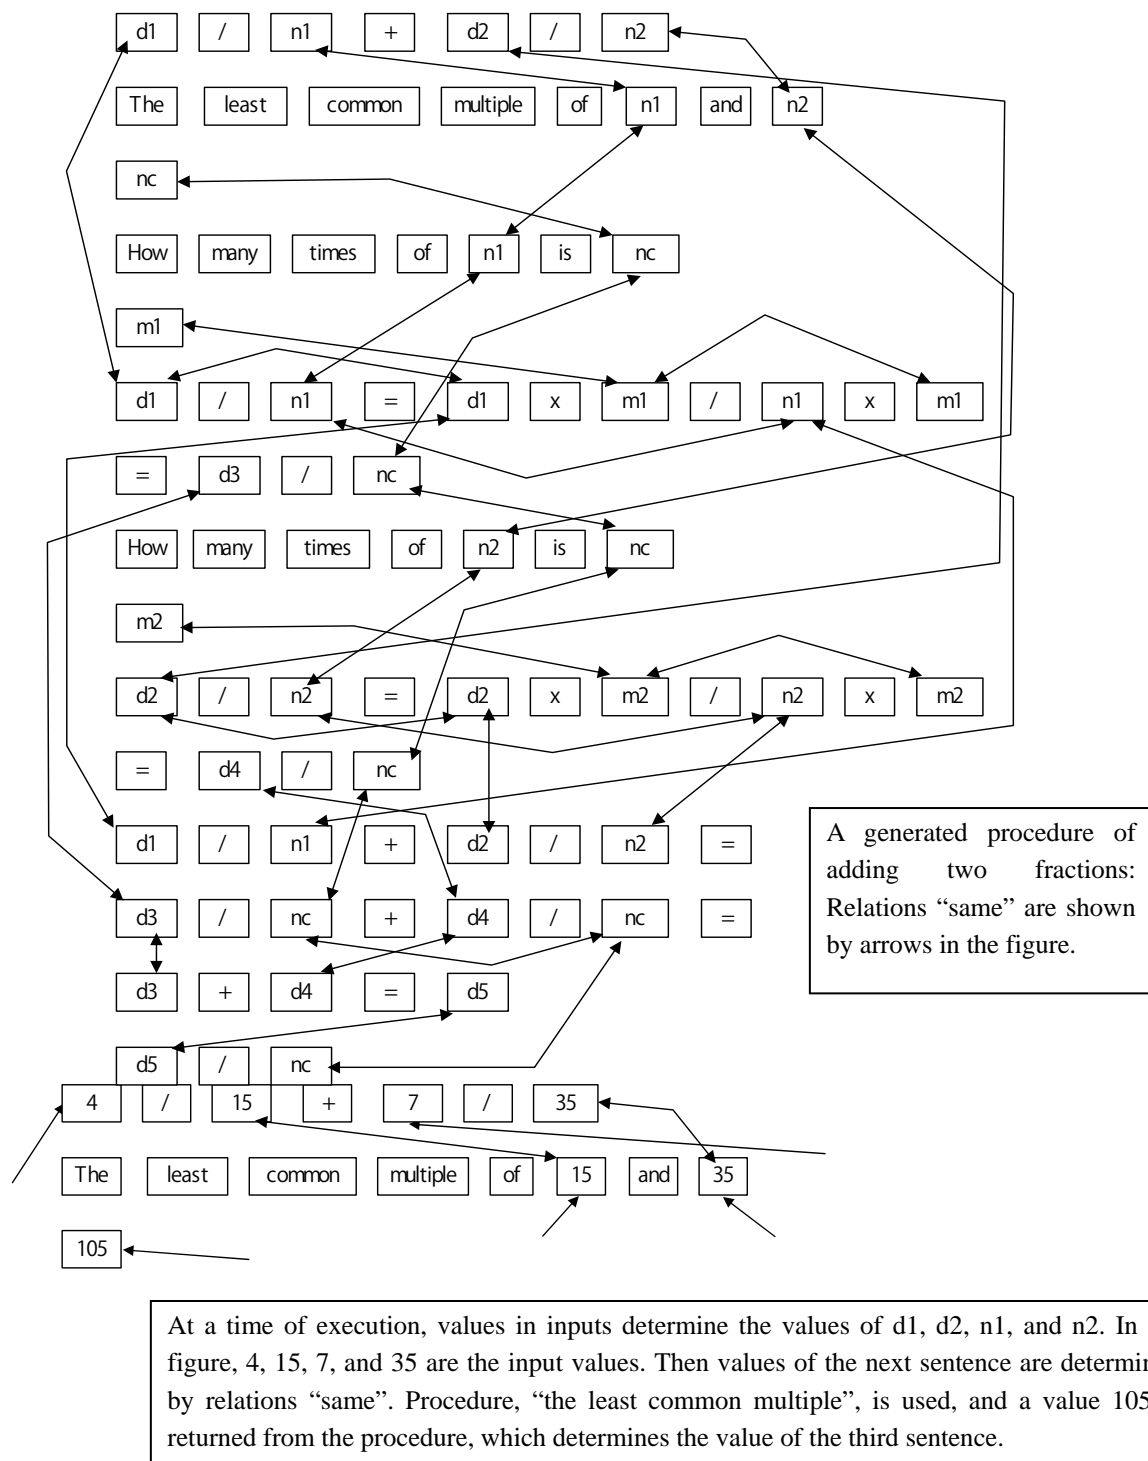 d1 / n1 + d2 / n2
The least common multiple of n1 and n2
nc
How many times of n1 is nc
m1
d1 / n1 = d1 x m1 / n1 x m1
= d3 / nc
How many times of n2 is nc
m2
d2 / n2 = d2 x m2 / n2 x m2
= d4 / nc
d1 / n1 + d2 / n2 =
d3 / nc + d4 / nc =
d3 + d4 = d5
d5 / nc
A generated procedure of
adding two fractions:
Relations “same” are shown
by arrows in the figure.
4 / 15 + 7 / 35
The least common multiple of 15 and 35
105
At a time of execution, values in inputs determine the values of d1, d2, n1, and n2. In
figure, 4, 15, 7, and 35 are the input values. Then values of the next sentence are determin
by relations “same”. Procedure, “the least common multiple”, is used, and a value 105
returned from the procedure, which determines the value of the third sentence.